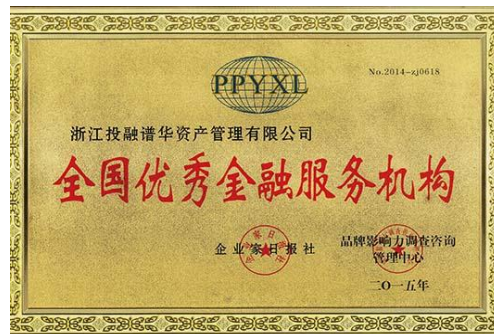 PPYXL
No.2014-zj0618
浙江投融谱华资产管理有限公司
全国优秀金融服务机构
企业家日报社
品牌影响力调查咨询
管理中心
二〇一五年